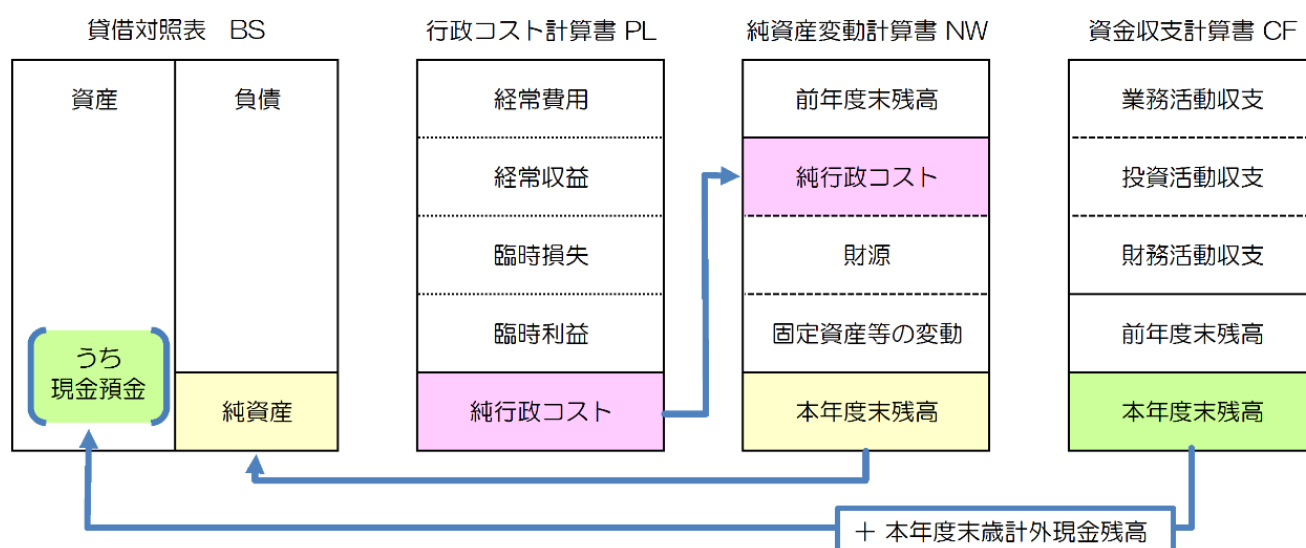 貸借対照表　BS
資産
負債
うち
現金預金
純資産
行政コスト計算書 PL
経常費用
経常収益
臨時損失
臨時利益
純行政コスト
純資産変動計算書 NW
前年度末残高
純行政コスト
財源
固定資産等の変動
本年度末残高
資金収支計算書 CF
業務活動収支
投資活動収支
財務活動収支
前年度末残高
本年度末残高
＋ 本年度末歳計外現金残高